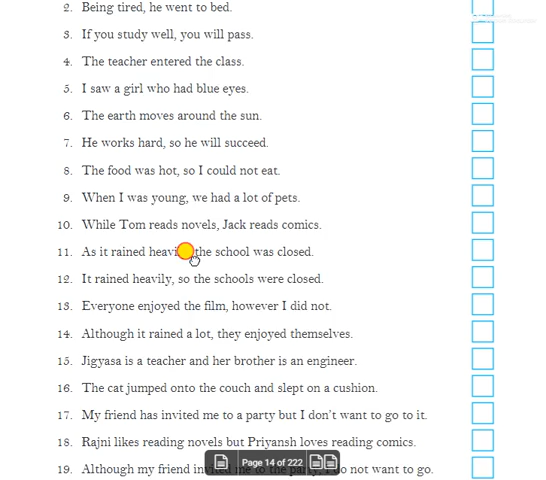 2. Being tired, he went to bed.
3. If you study well, you will pass.
4. The teacher entered the class.
5. I saw a girl who had blue eyes.
6. The earth moves around the sun.
7. He works hard, so he will succeed.
8. The food was hot, so I could not eat.
9. When I was young, we had a lot of pets.
10. While Tom reads novels, Jack reads comics.
11. As it rained heavi the school was closed.
12. It rained heavily, so the schools were closed.
13. Everyone enjoyed the film, however I did not.
14. Although it rained a lot, they enjoyed themselves.
15. Jigyasa is a teacher and her brother is an engineer.
16. The cat jumped onto the couch and slept on a cushion.
17. My friend has invited me to a party but I don't want to go to it.
18. Rajni likes reading novels but Priyansh loves reading comics.
Page 14 of 222
19. Although my friend invited me to the party, I do not want to go.